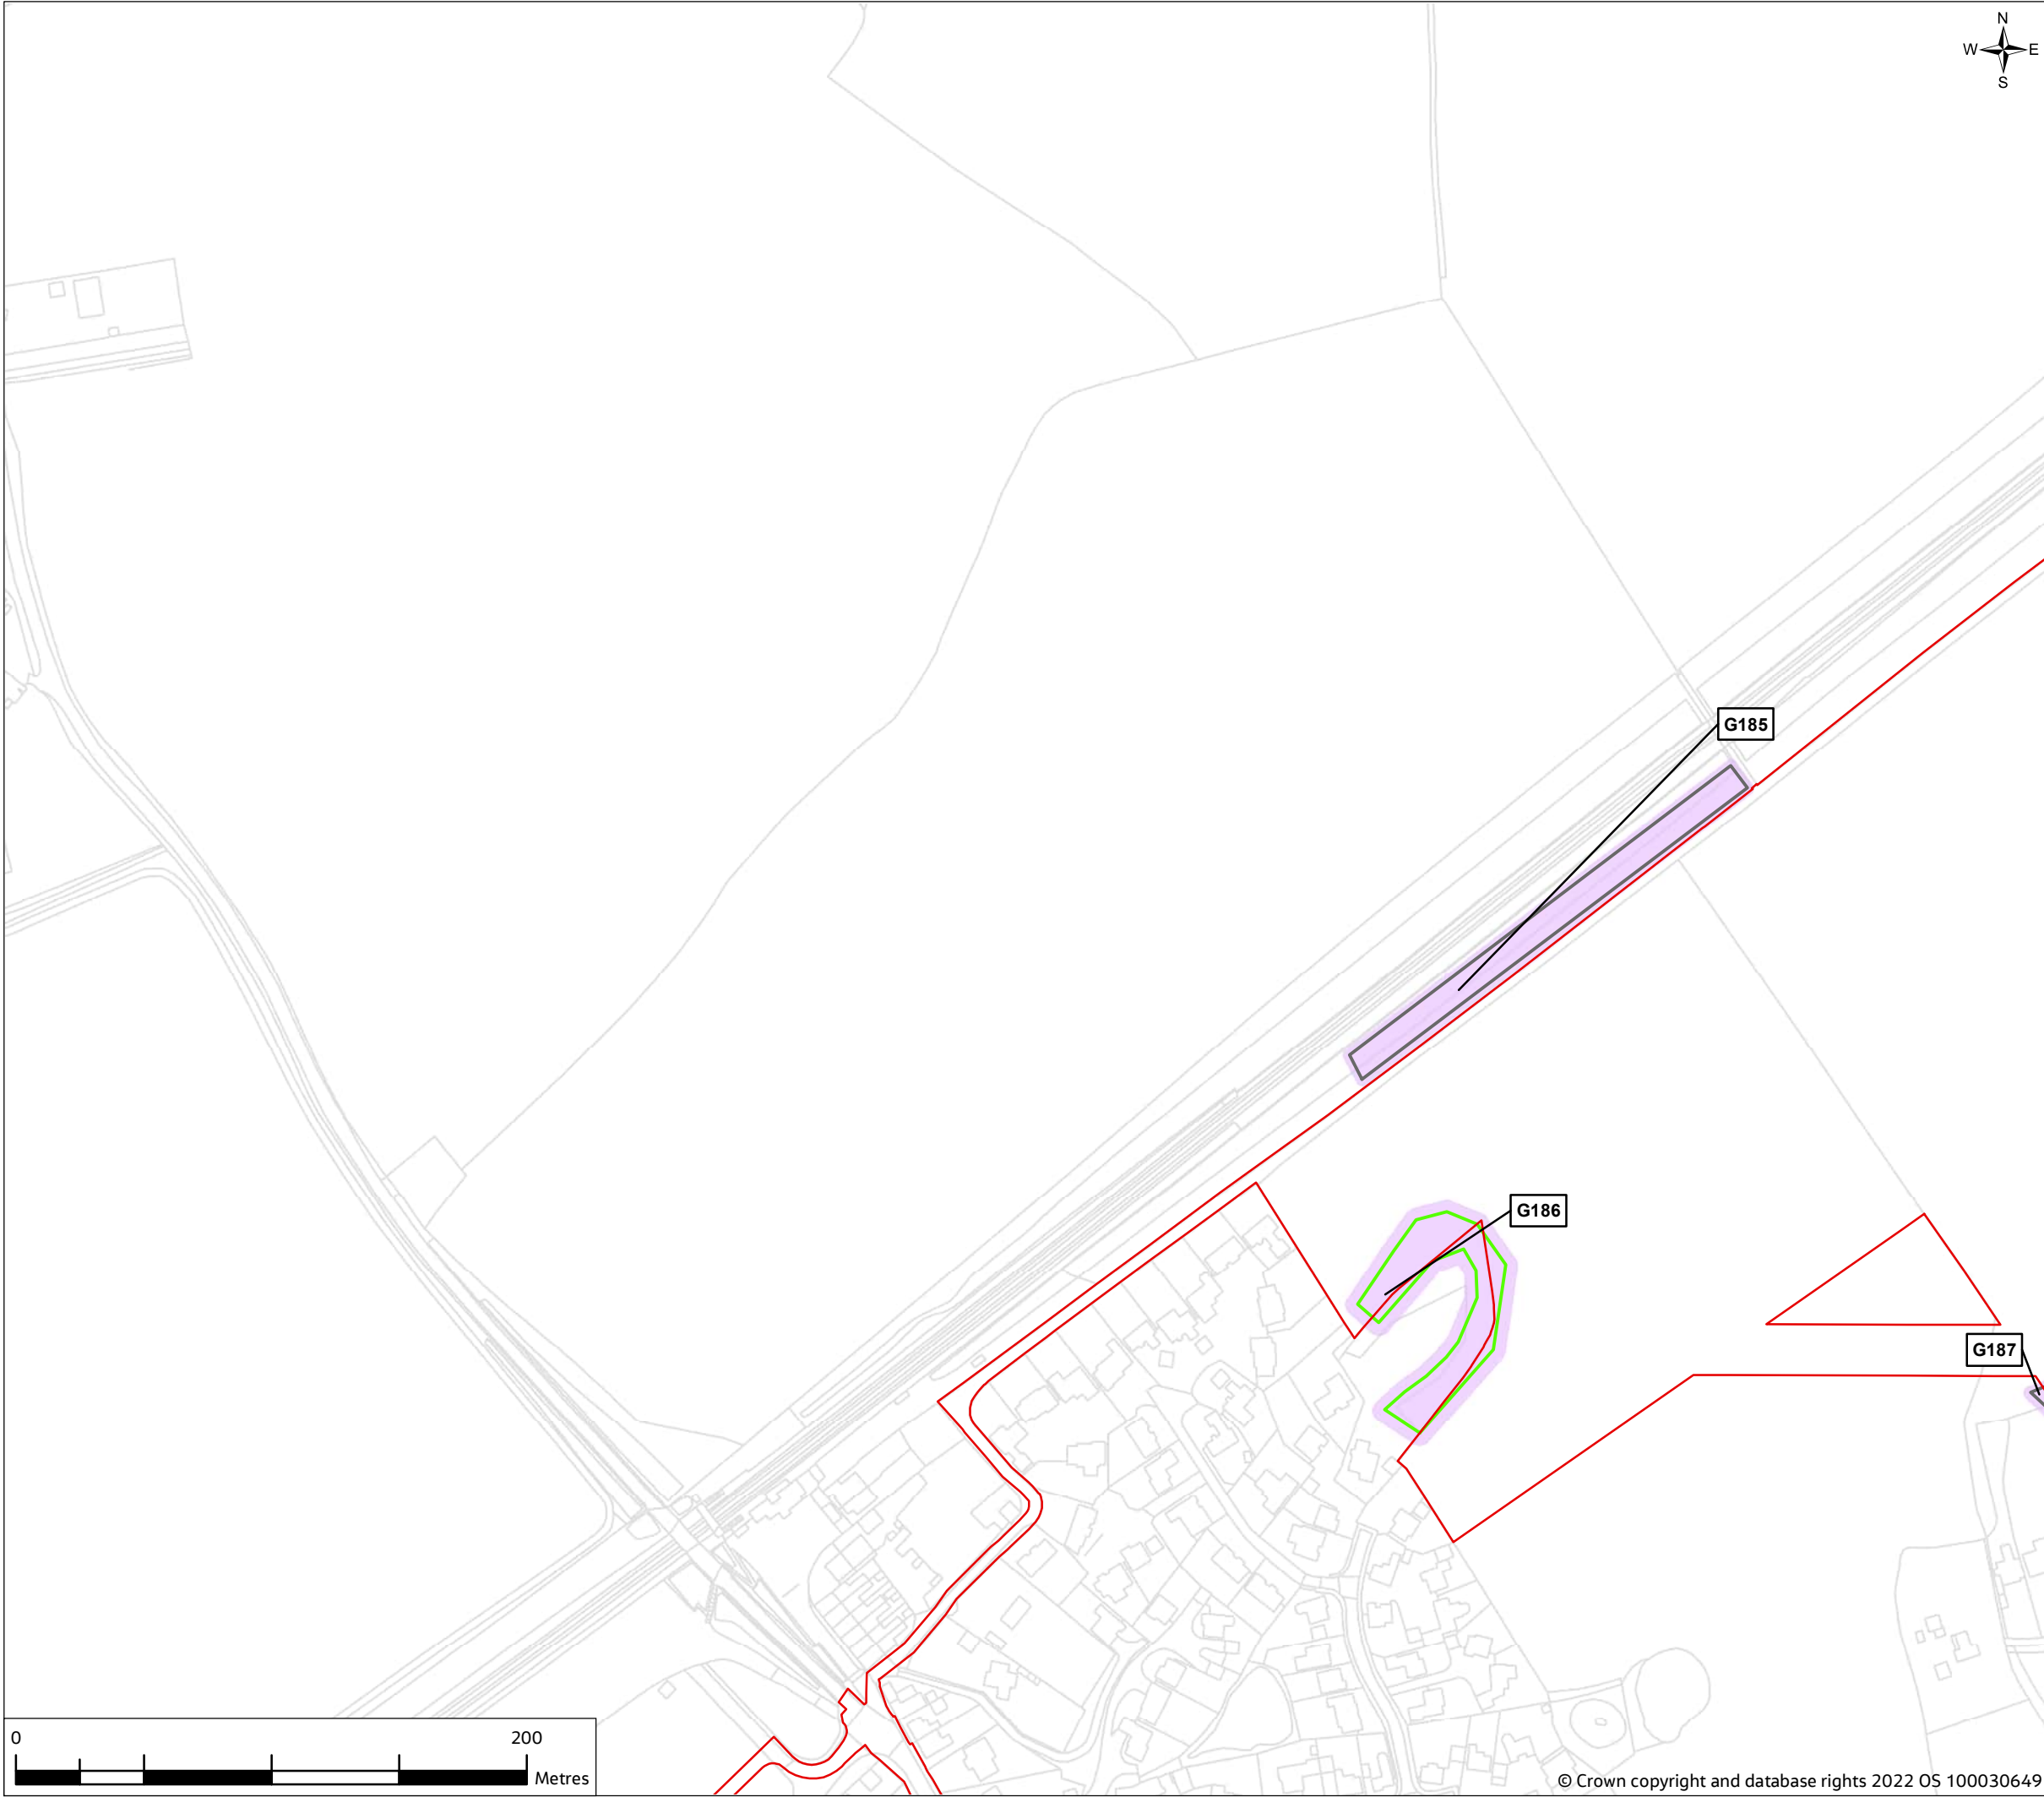 N
W E
S
G185
G186
G187
0 200
Metres
© Crown copyright and database rights 2022 OS 100030649